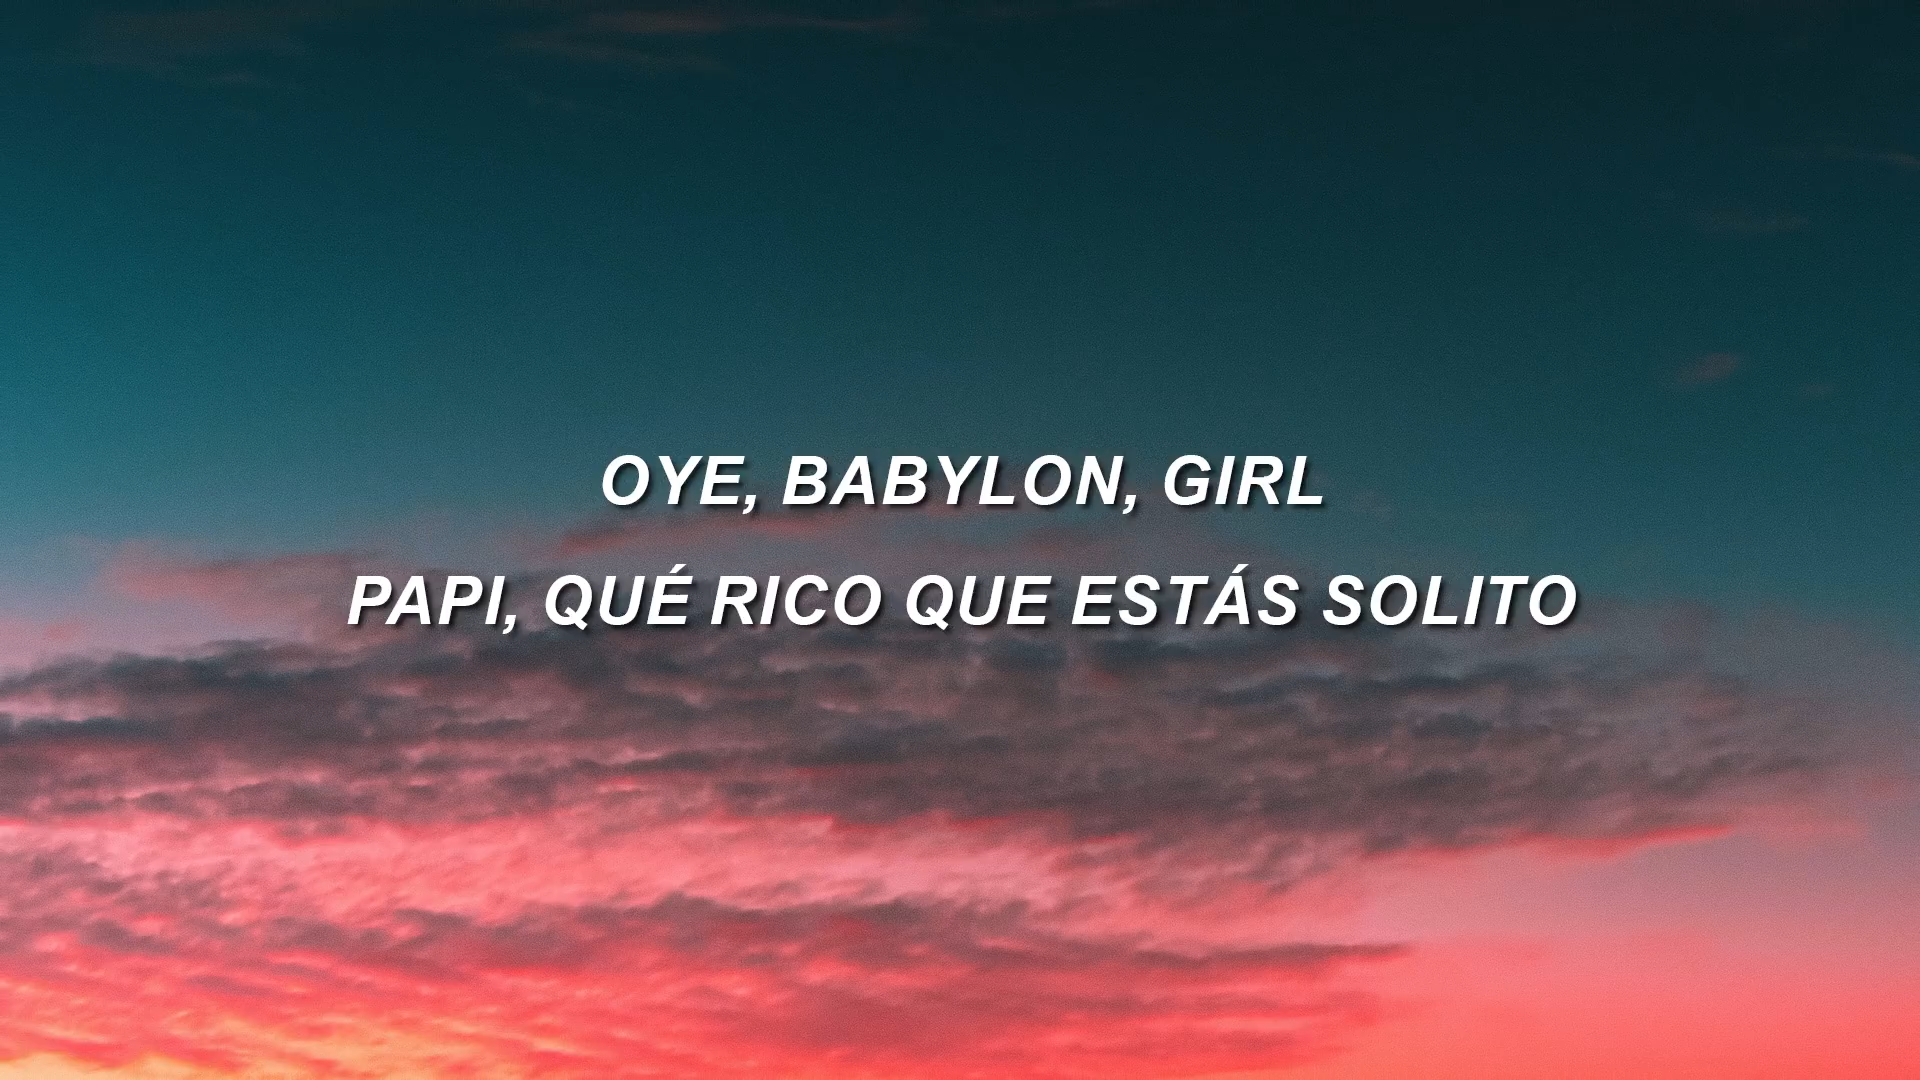 OYE, BABYLON, GIRL
PAPI, QUÉ RICO QUE ESTÁS SOLITO